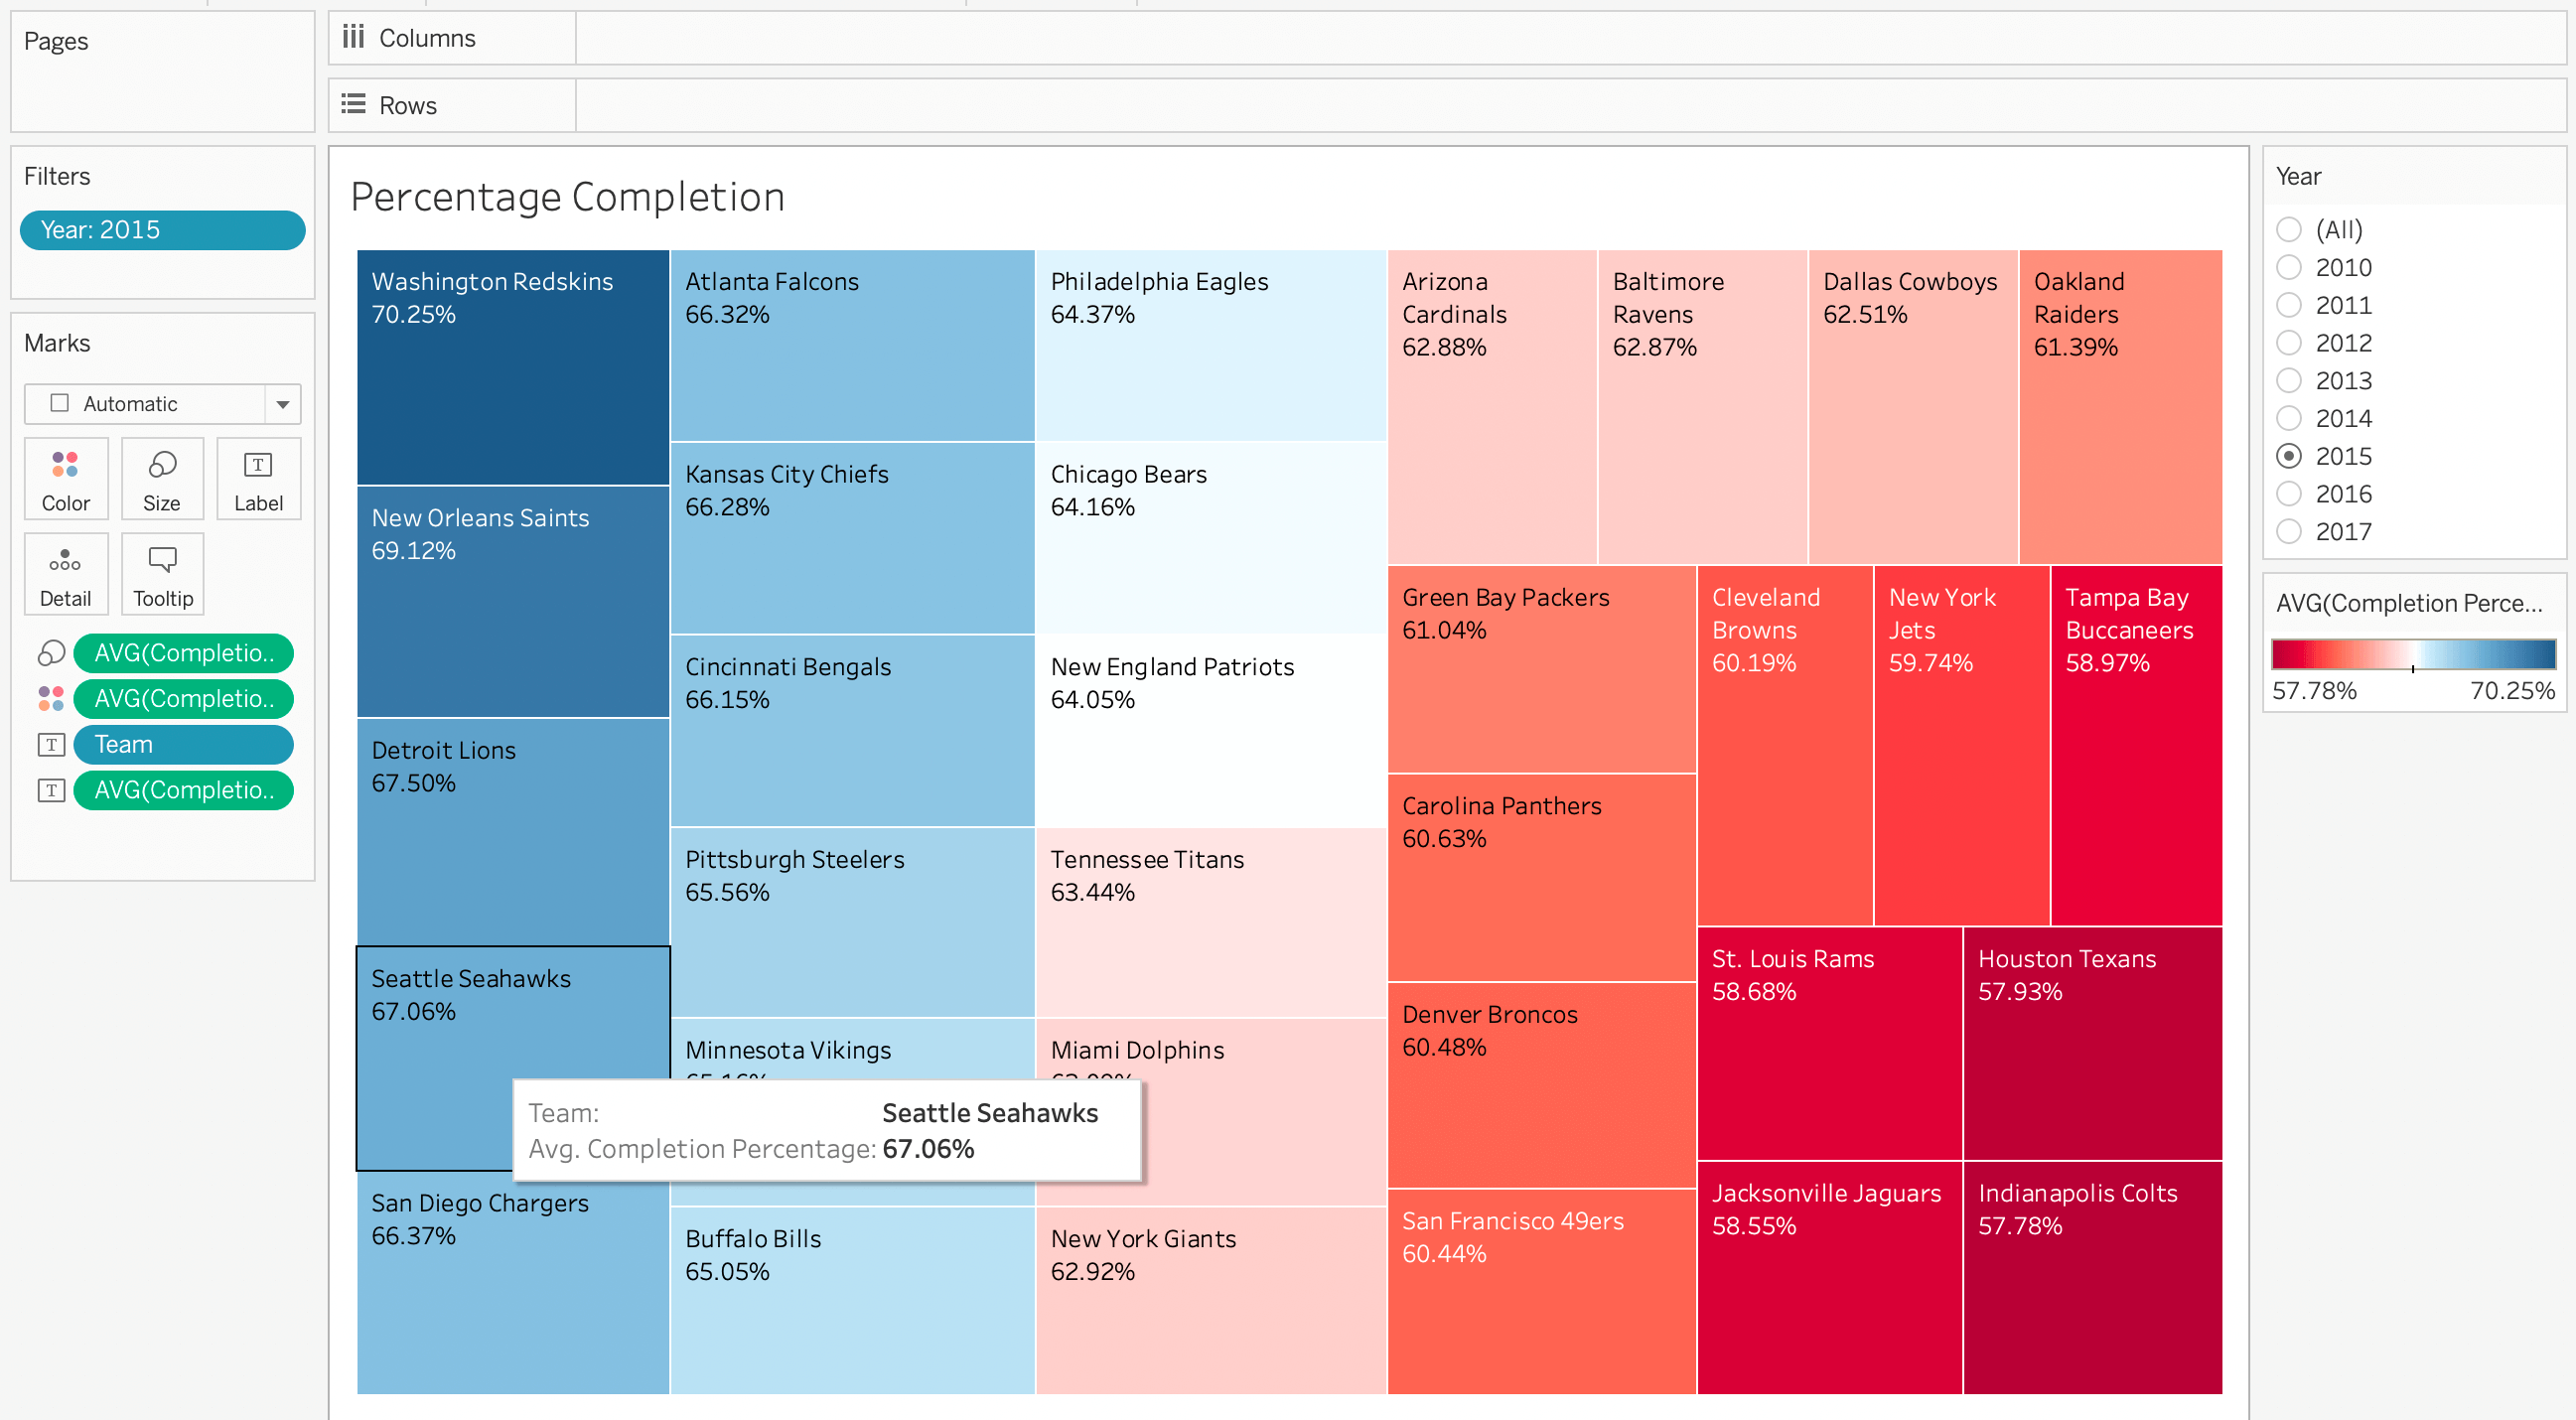 Pages
Columns
Rows
Filters
Year: 2015
Marks
Automatic
Color
Size
Label
Detail
Tooltip
AVG(Completio..
AVG(Completio..
Team
AVG(Completio..
Percentage Completion
Washington Redskins
70.25%
New Orleans Saints
69.12%
Detroit Lions
67.50%
Seattle Seahawks
67.06%
San Diego Chargers
66.37%
Atlanta Falcons
66.32%
Kansas City Chiefs
66.28%
Cincinnati Bengals
66.15%
Pittsburgh Steelers
65.56%
Minnesota Vikings
Buffalo Bills
65.05%
Philadelphia Eagles
64.37%
Chicago Bears
64.16%
New England Patriots
64.05%
Tennessee Titans
63.44%
Miami Dolphins
New York Giants
62.92%
Team: Seattle Seahawks
Avg. Completion Percentage: 67.06%
Arizona
Cardinals
62.88%
Baltimore
Ravens
62.87%
Dallas Cowboys
62.51%
Oakland
Raiders
61.39%
Green Bay Packers
61.04%
Carolina Panthers
60.63%
Denver Broncos
60.48%
San Francisco 49ers
60.44%
Cleveland
Browns
60.19%
New York
Jets
59.74%
Tampa Bay
Buccaneers
58.97%
St. Louis Rams
58.68%
Houston Texans
57.93%
Jacksonville Jaguars
58.55%
Indianapolis Colts
57.78%
Year
(All)
2010
2011
2012
2013
2014
2015
2016
2017
AVG(Completion Perce...
57.78% 70.25%